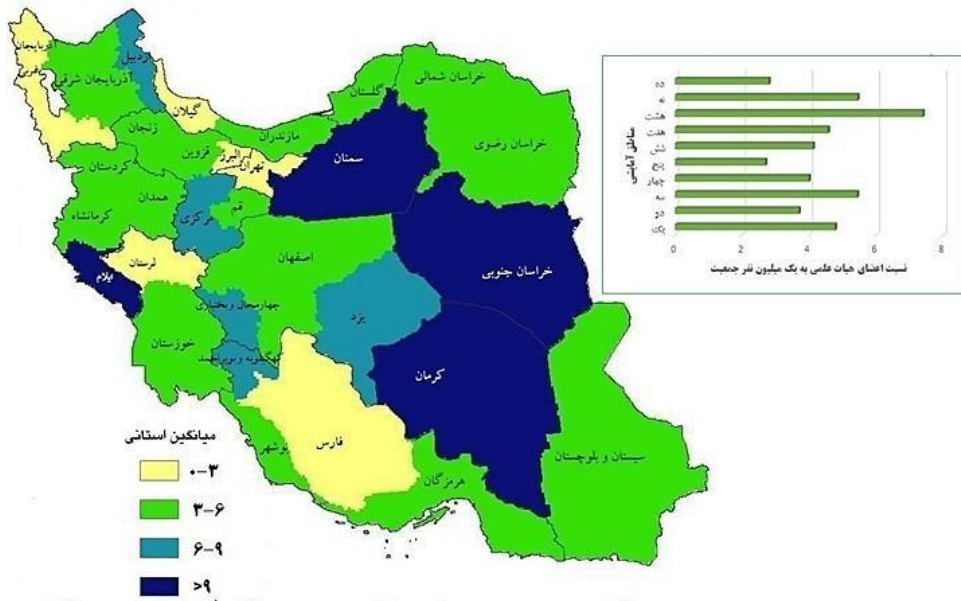 آذربایجان غربی
آذربایجان شرقی
اردبیل
گیلان
زنجان
کردستان
کرمانشاه
همدان
قزوین
البرز
تهران
مازندران
گلستان
خراسان شمالی
خراسان رضوی
سمنان
قم
مرکزی
لرستان
ایلام
اصفهان
خراسان جنوبی
چهارمحال و بختیاری
خوزستان
کهگیلویه و بویراحمد
یزد
کرمان
فارس
بوشهر
هرمزگان
سیستان و بلوچستان
میانگین استانی
۰-۳
۳-۶
۶-۹
۹<
مناطق آمایشی
ده
نه
هشت
هفت
شش
پنج
چهار
سه
دو
یک
0 2 4 6 8
نسبت اعضای هیات علمی به یک میلیون نفر جمعیت